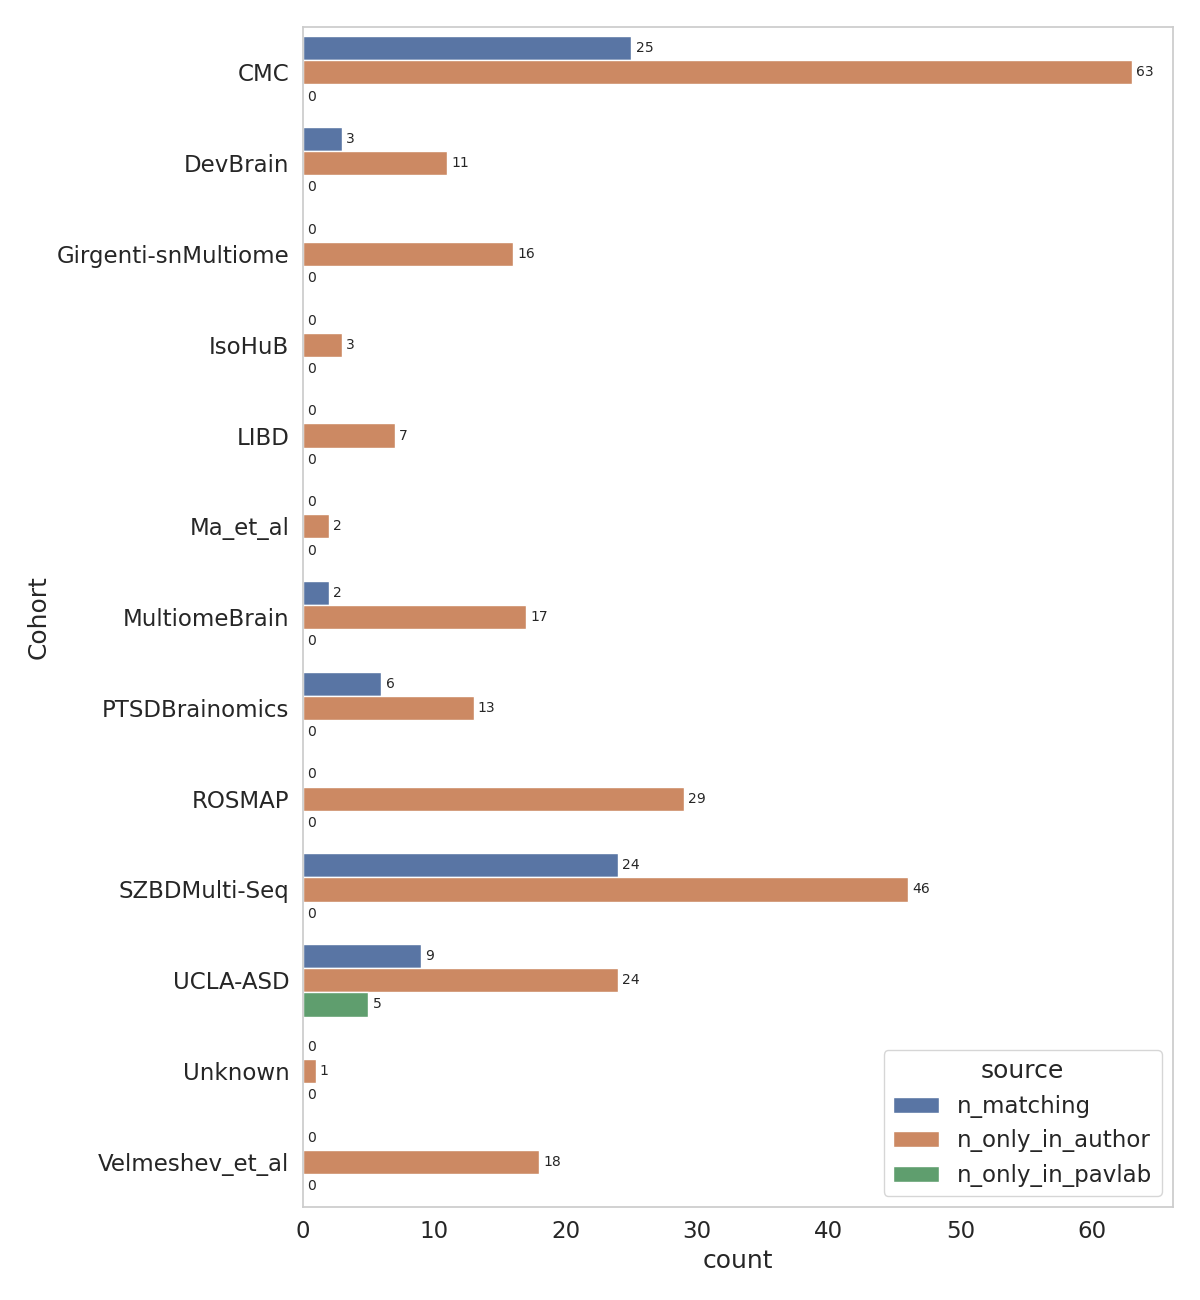 CMC
25
63
0
DevBrain
3
11
0
Girgenti-snMultiome
0
16
0
IsoHuB
0
3
0
LIBD
0
7
0
Ma_et_al
0
2
0
MultiomeBrain
2
17
0
PTSDBrainomics
6
13
0
ROSMAP
0
29
0
SZBDMulti-Seq
24
46
0
UCLA-ASD
9
24
5
Unknown
0
1
0
Velmeshev_et_al
0
18
0
Cohort
source
n_matching
n_only_in_author
n_only_in_pavlab
0 10 20 30 40 50 60
count